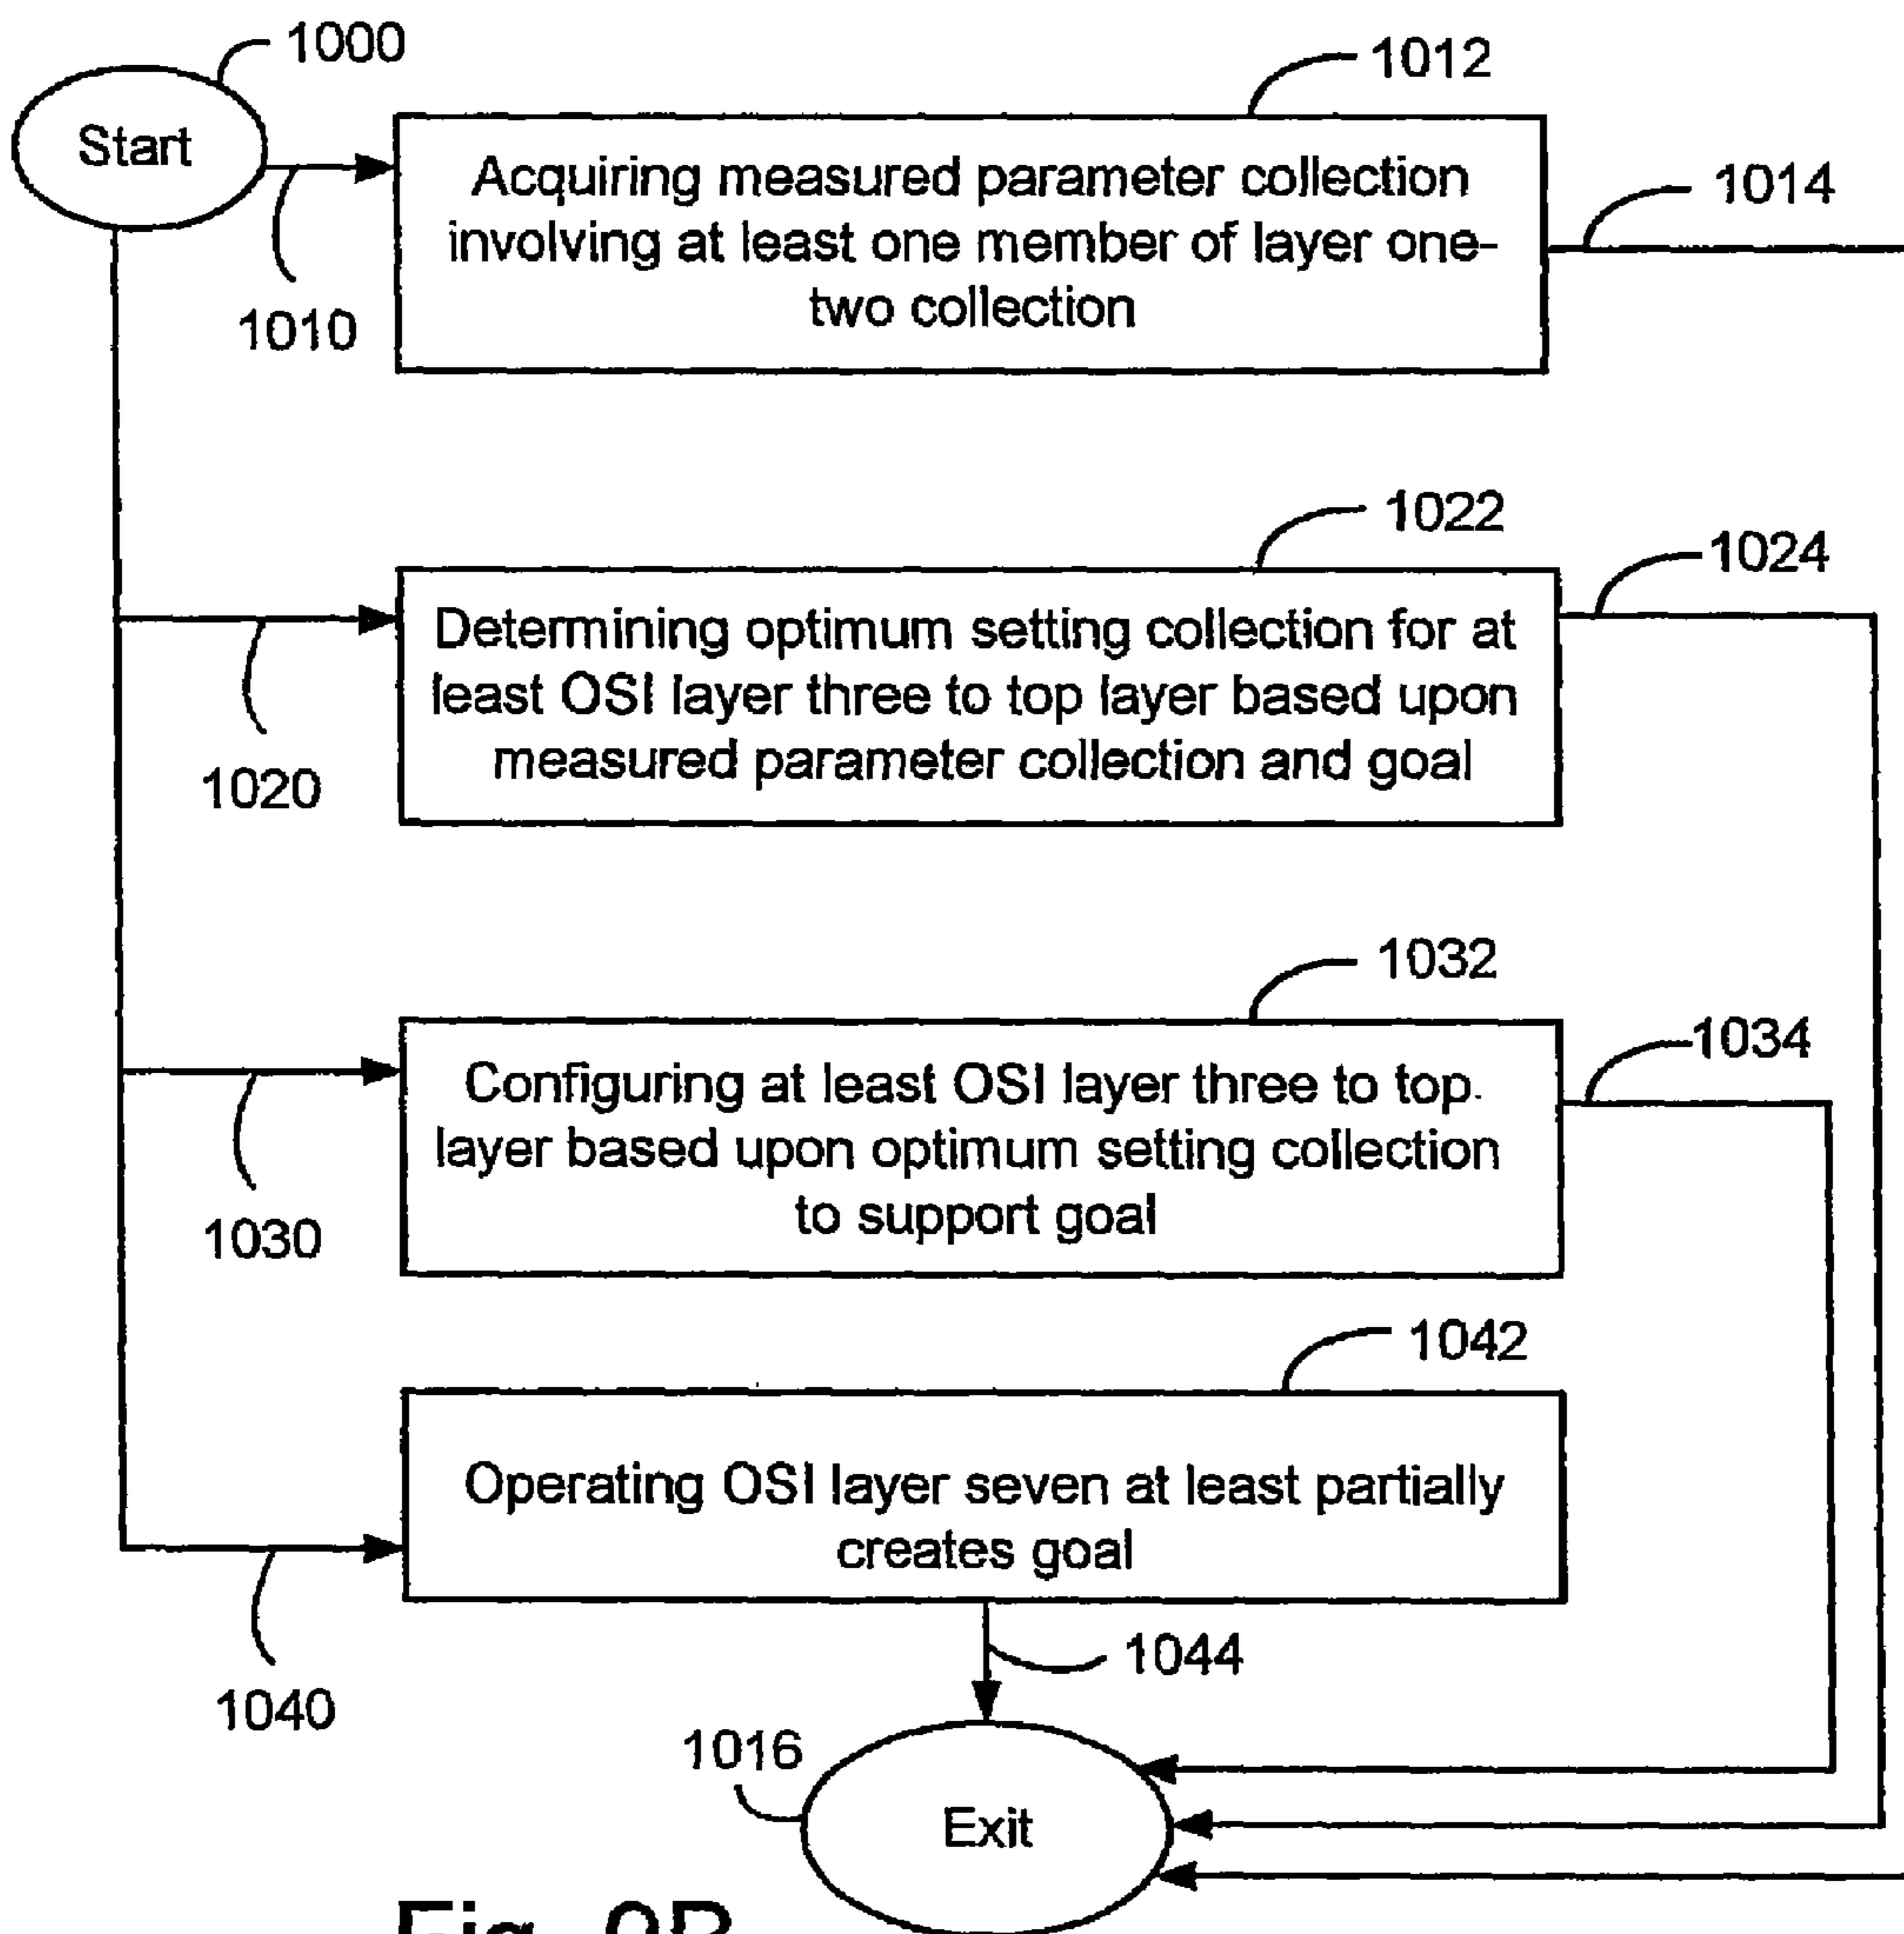 1000
Start
1010
1012
Acquiring measured parameter collection
involving at least one member of layer one-
two collection
1014
1022
1024
Determining optimum setting collection for at
least OSI layer three to top layer based upon
measured parameter collection and goal
1020
1032
1034
Configuring at least OSI layer three to top
layer based upon optimum setting collection
to support goal
1030
1042
Operating OSI layer seven at least partially
creates goal
1040
1044
1016
Exit
Fig.